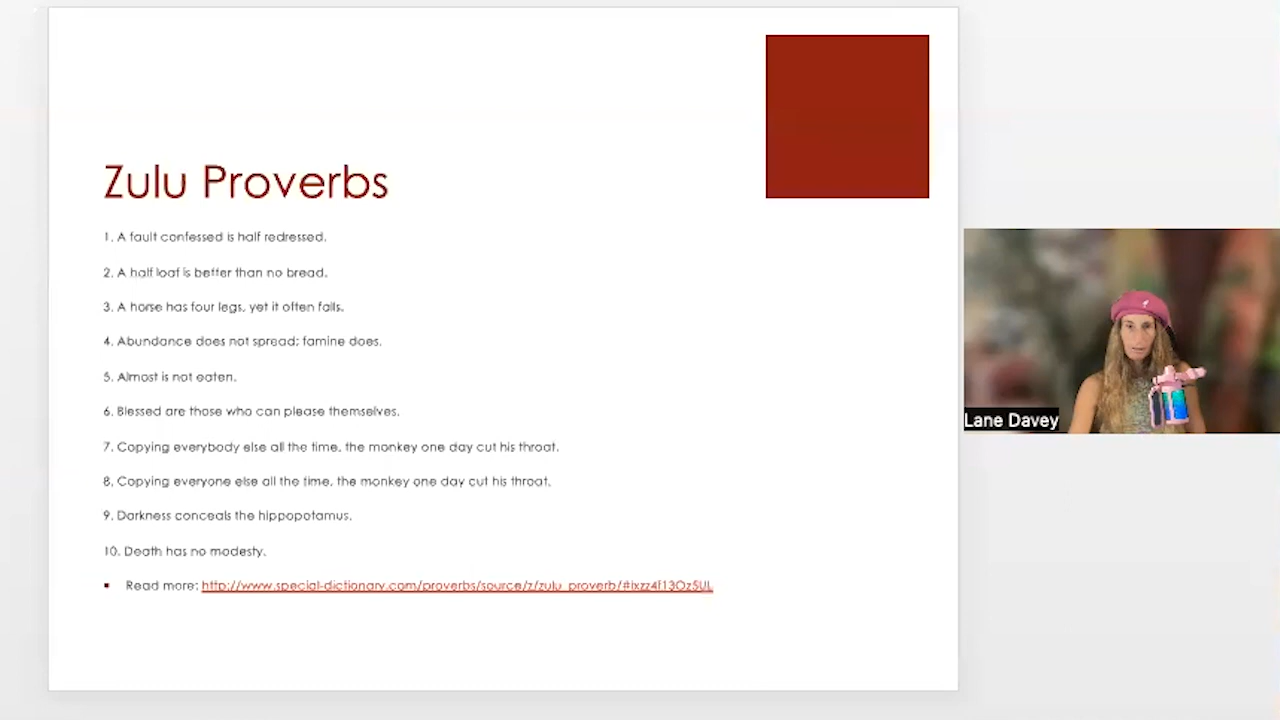 Zulu Proverbs
1. A fault confessed is half redressed.
2. A half loaf is better than no bread.
3. A horse has four legs, yet it often falls.
4. Abundance does not spread; famine does.
5. Almost is not eaten.
6. Blessed are those who can please themselves.
7. Copying everybody else all the time, the monkey one day cut his throat.
8. Copying everyone else all the time, the monkey one day cut his throat.
9. Darkness conceals the hippopotamus.
10. Death has no modesty.
Read more: http://www.special-dictionary.com/proverbs/source/z/zulu_proverb/#ixzz4f13OzSUL
Lane Davey